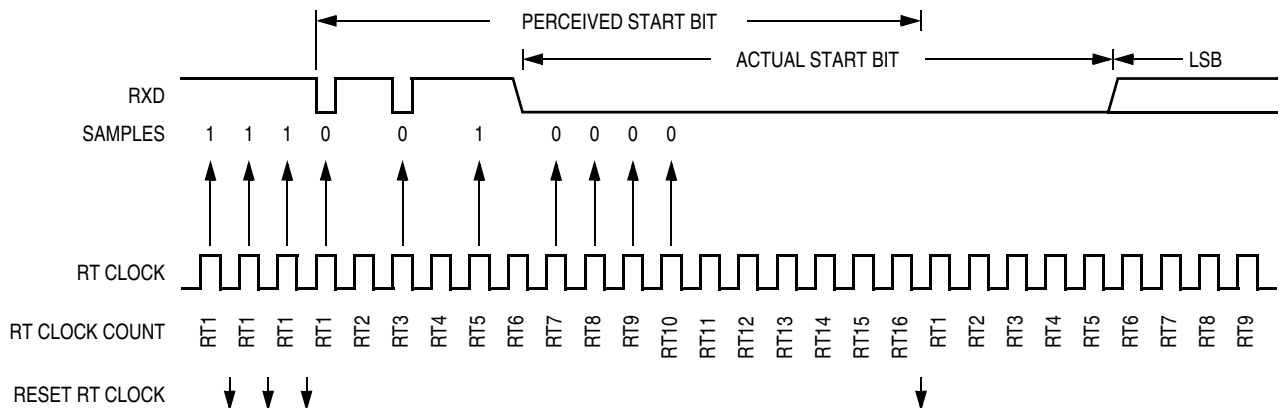 PERCEIVED START BIT
ACTUAL START BIT LSB
RXD
SAMPLES 1 1 1 0 0 1 0 0 0 0
RT CLOCK
RT CLOCK COUNT RT1 RT1 RT1 RT1 RT2 RT3 RT4 RT5 RT6 RT7 RT8 RT9 RT10 RT11 RT12 RT13 RT14 RT15 RT16 RT1 RT2 RT3 RT4 RT5 RT6 RT7 RT8 RT9
RESET RT CLOCK